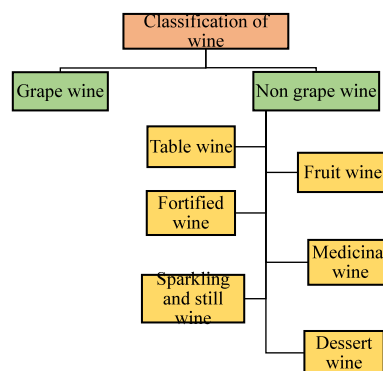 Classification of
wine
Grape wine
Non grape wine
Table wine
Fruit wine
Fortified
wine
Medicina
wine
Sparkling
and still
wine
Dessert
wine